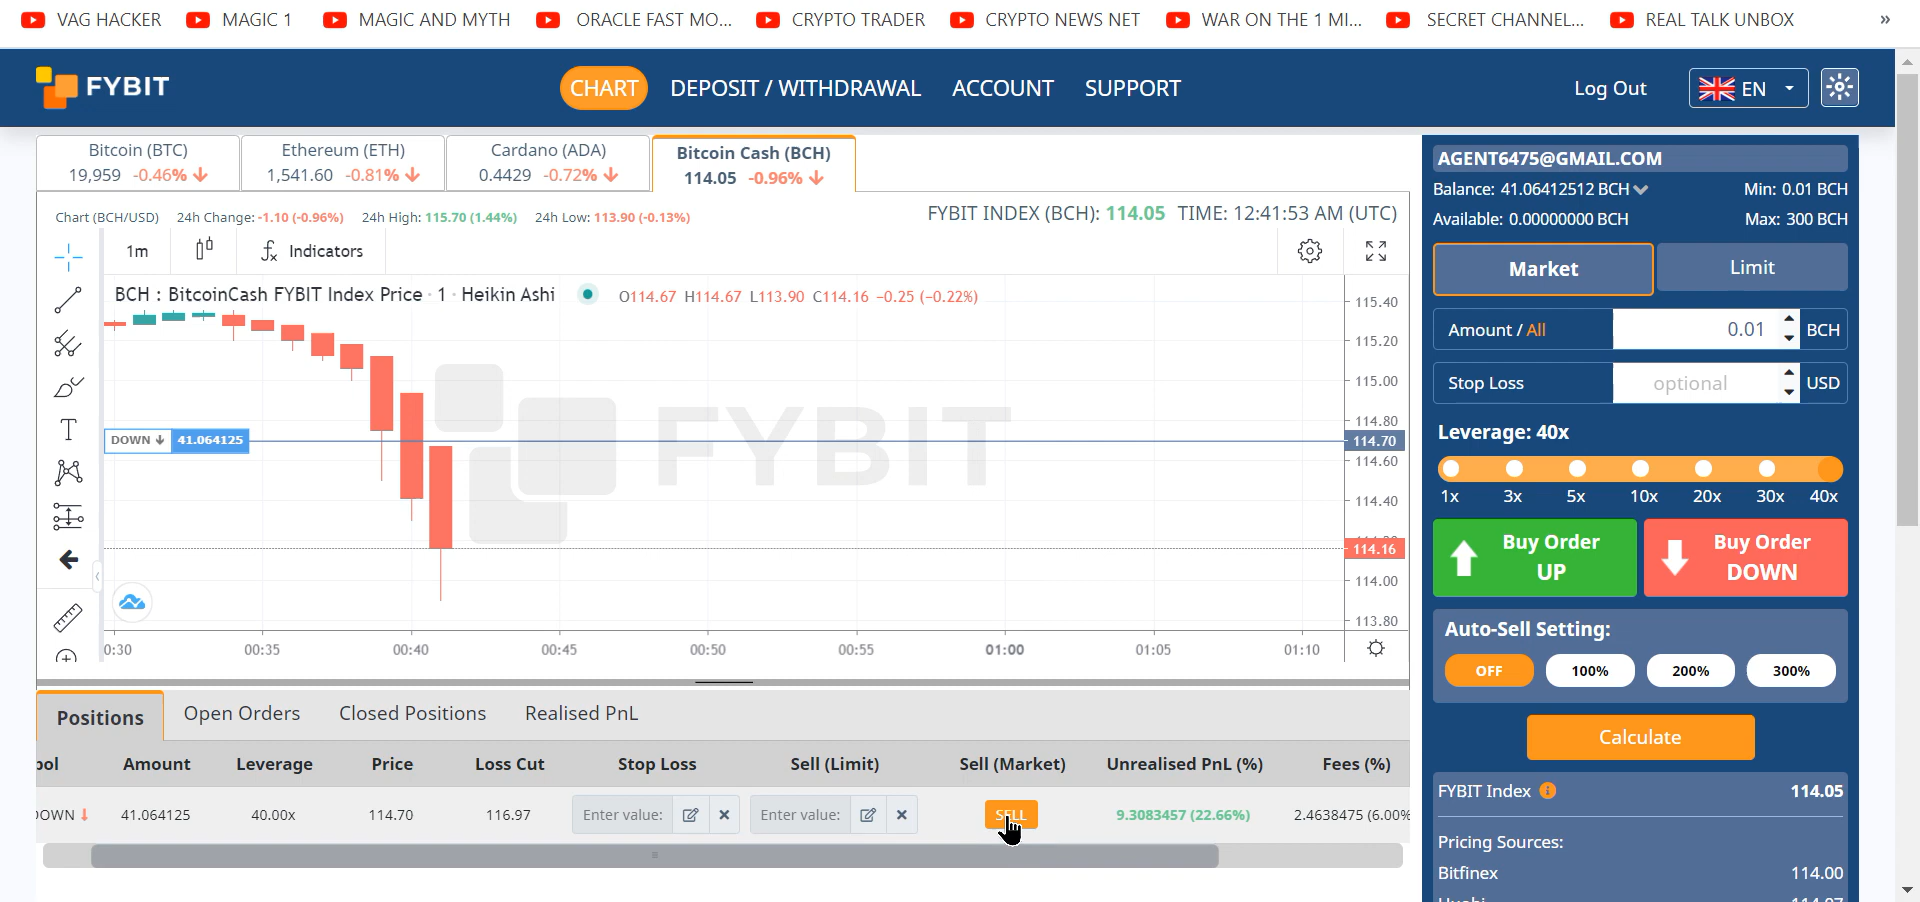 VAG HACKER MAGIC 1 MAGIC AND MYTH ORACLE FAST MO... CRYPTO TRADER CRYPTO NEWS NET WAR ON THE 1 MI... SECRET CHANNEL... REAL TALK UNBOX »
FYBIT CHART DEPOSIT / WITHDRAWAL ACCOUNT SUPPORT Log Out EN
Bitcoin (BTC) Ethereum (ETH) Cardano (ADA) Bitcoin Cash (BCH)
19,959 -0.46% 1,541.60 -0.81% 0.4429 -0.72% 114.05 -0.96%
Chart (BCH/USD) 24h Change: -1.10 (-0.96%) 24h High: 115.70 (1.44%) 24h Low: 113.90 (-0.13%) FYBIT INDEX (BCH): 114.05 TIME: 12:41:53 AM (UTC)
1m Indicators
BCH : BitcoinCash FYBIT Index Price · 1 · Heikin Ashi O114.67 H114.67 L113.90 C114.16 -0.25 (-0.22%)
115.40
115.20
115.00
114.80
DOWN ↓ 41.064125 114.70
114.60
114.40
114.16
114.00
113.80
FYBIT
0:30 00:35 00:40 00:45 00:50 00:55 01:00 01:05 01:10
Positions Open Orders Closed Positions Realised PnL
bol Amount Leverage Price Loss Cut Stop Loss Sell (Limit) Sell (Market) Unrealised PnL (%) Fees (%)
DOWN 41.064125 40.00x 114.70 116.97 Enter value: Enter value: SELL 9.3083457 (22.66%) 2.4638475 (6.00%
AGENT6475@GMAIL.COM
Balance: 41.06412512 BCH Min: 0.01 BCH
Available: 0.00000000 BCH Max: 300 BCH
Market Limit
Amount / All 0.01 BCH
Stop Loss optional USD
Leverage: 40x
1x 3x 5x 10x 20x 30x 40x
Buy Order UP
Buy Order DOWN
Auto-Sell Setting:
OFF 100% 200% 300%
Calculate
FYBIT Index 114.05
Pricing Sources:
Bitfinex 114.00